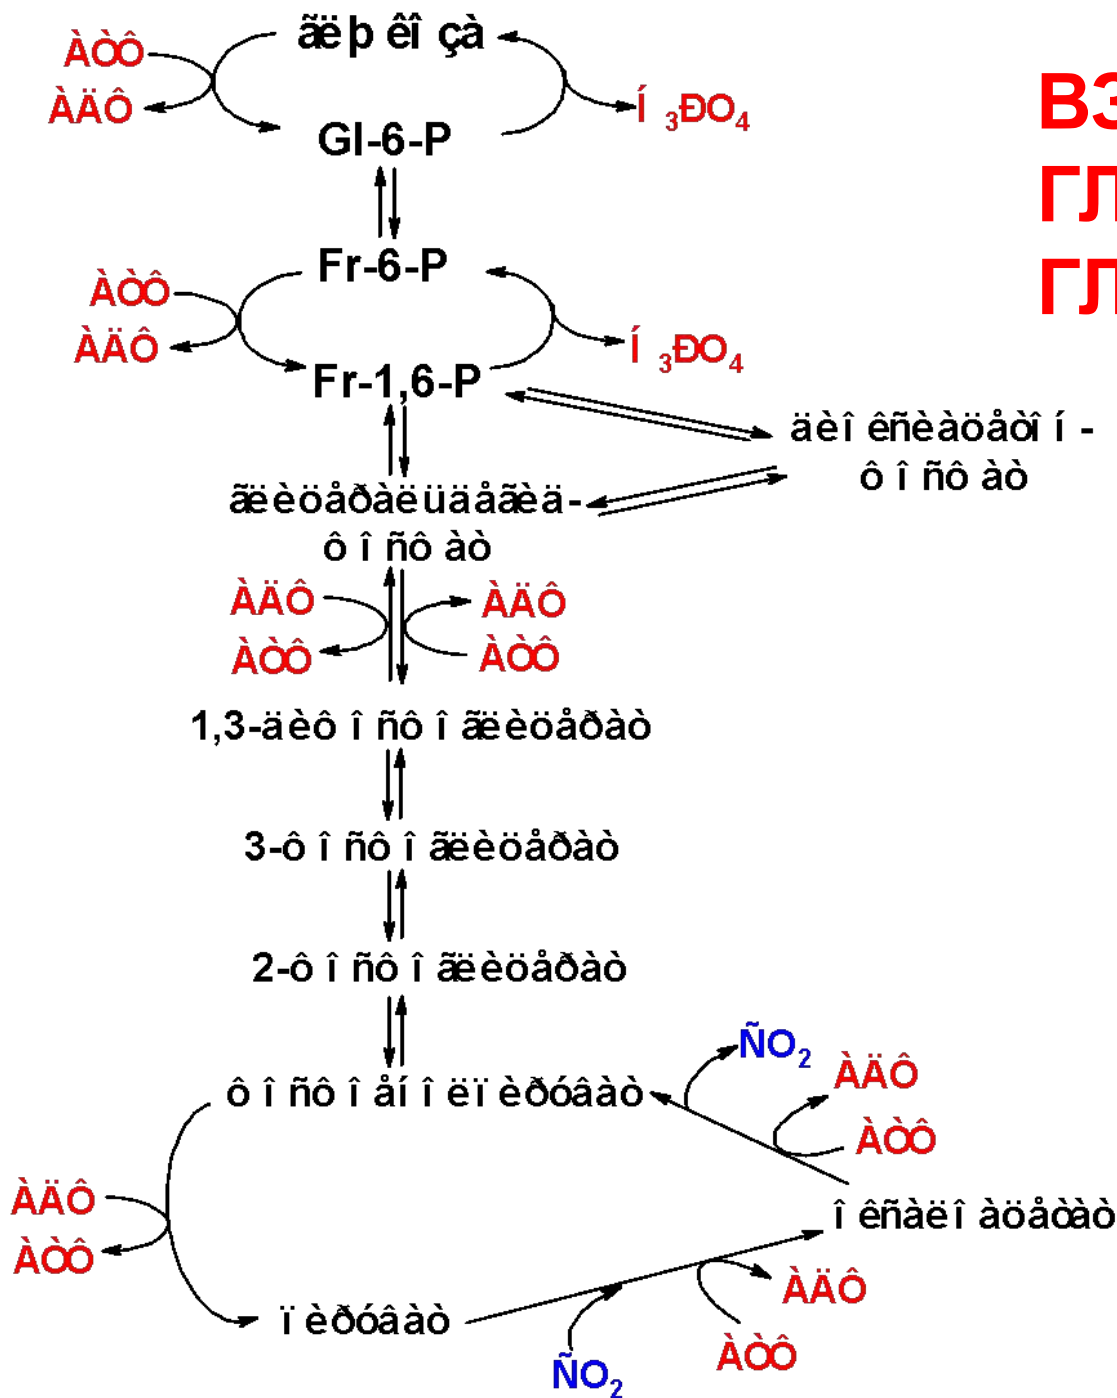 ãëþ êî çà
ÀÒÔ
ÀÄÔ
Í ₃ÐO₄
Gl-6-P
ВЗ
ГЛ
ГЛ
Fr-6-P
ÀÒÔ
ÀÄÔ
Í ₃ÐO₄
Fr-1,6-P
äèî êñèàöåòî í -
ô î ñô àò
ãëèöåðàëüäåãèä-
ô î ñô àò
ÀÄÔ
ÀÄÔ
ÀÒÔ
ÀÒÔ
1,3-äèô î ñô î ãëèöåðàò
3-ô î ñô î ãëèöåðàò
2-ô î ñô î ãëèöåðàò
ÑO₂
ô î ñô î åí î ëï èðóâàò
ÀÄÔ
ÀÒÔ
ÀÄÔ
ÀÒÔ
î êñàëî àöåòàò
ï èðóâàò
ÀÄÔ
ÀÒÔ
ÑO₂